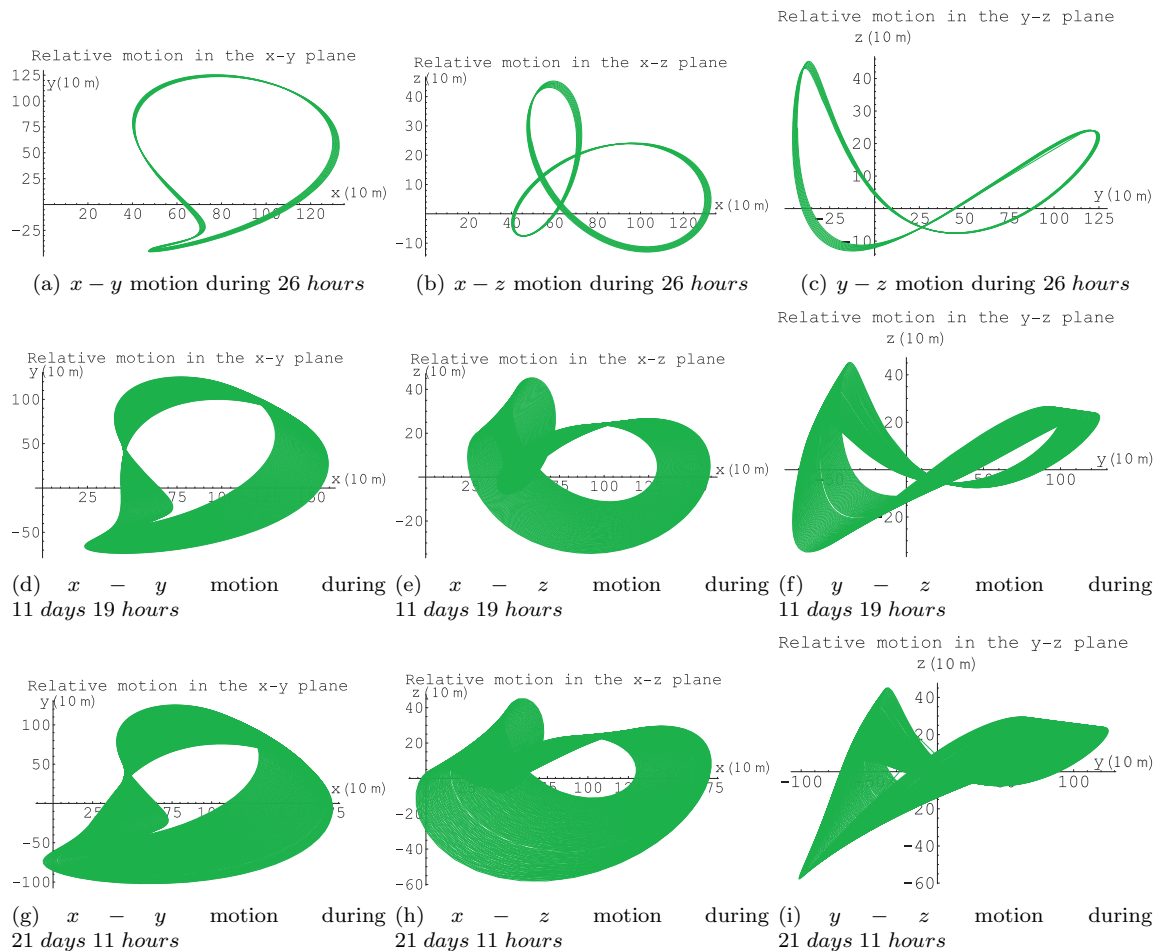 Relative motion in the x-y plane
y (10 m)
125
100
75
50
25
-25
20 40 60 80 100 120
x (10 m)
(a) x − y motion during 26 hours
Relative motion in the x-z plane
z (10 m)
40
30
20
10
-10
20 40 60 80 100 120
x (10 m)
(b) x − z motion during 26 hours
Relative motion in the y-z plane
z (10 m)
40
30
20
10
-10
-25 25 50 75 100 125
y (10 m)
(c) y − z motion during 26 hours
Relative motion in the x-y plane
y (10 m)
100
50
-50
25 75
x (10 m)
(d) x − y motion during
11 days 19 hours
Relative motion in the x-z plane
z (10 m)
40
20
-20
75 100
x (10 m)
(e) x − z motion during
11 days 19 hours
Relative motion in the y-z plane
z (10 m)
40
20
-20
50 100
y (10 m)
(f) y − z motion during
11 days 19 hours
Relative motion in the x-y plane
y (10 m)
100
50
-50
-100
75
x (10 m)
(g) x − y motion during
21 days 11 hours
Relative motion in the x-z plane
z (10 m)
40
20
-20
-40
-60
100
x (10 m)
(h) x − z motion during
21 days 11 hours
Relative motion in the y-z plane
z (10 m)
40
20
-20
-40
-60
-100 100
y (10 m)
(i) y − z motion during
21 days 11 hours